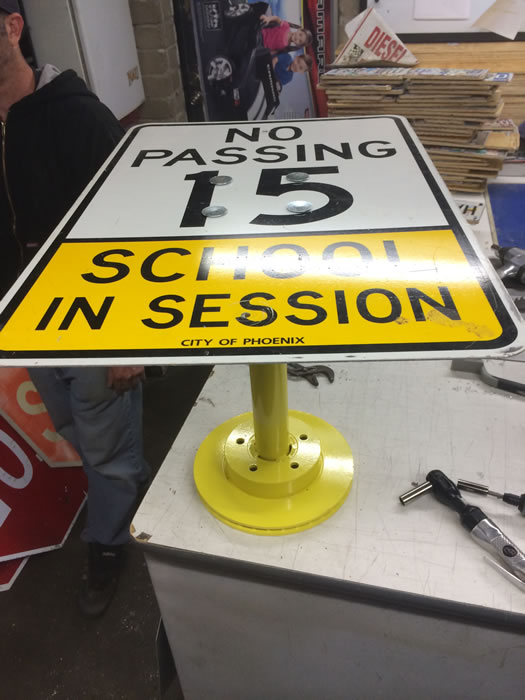 DIESEL
NO
PASSING
15
SCHOOL
IN SESSION
CITY OF PHOENIX